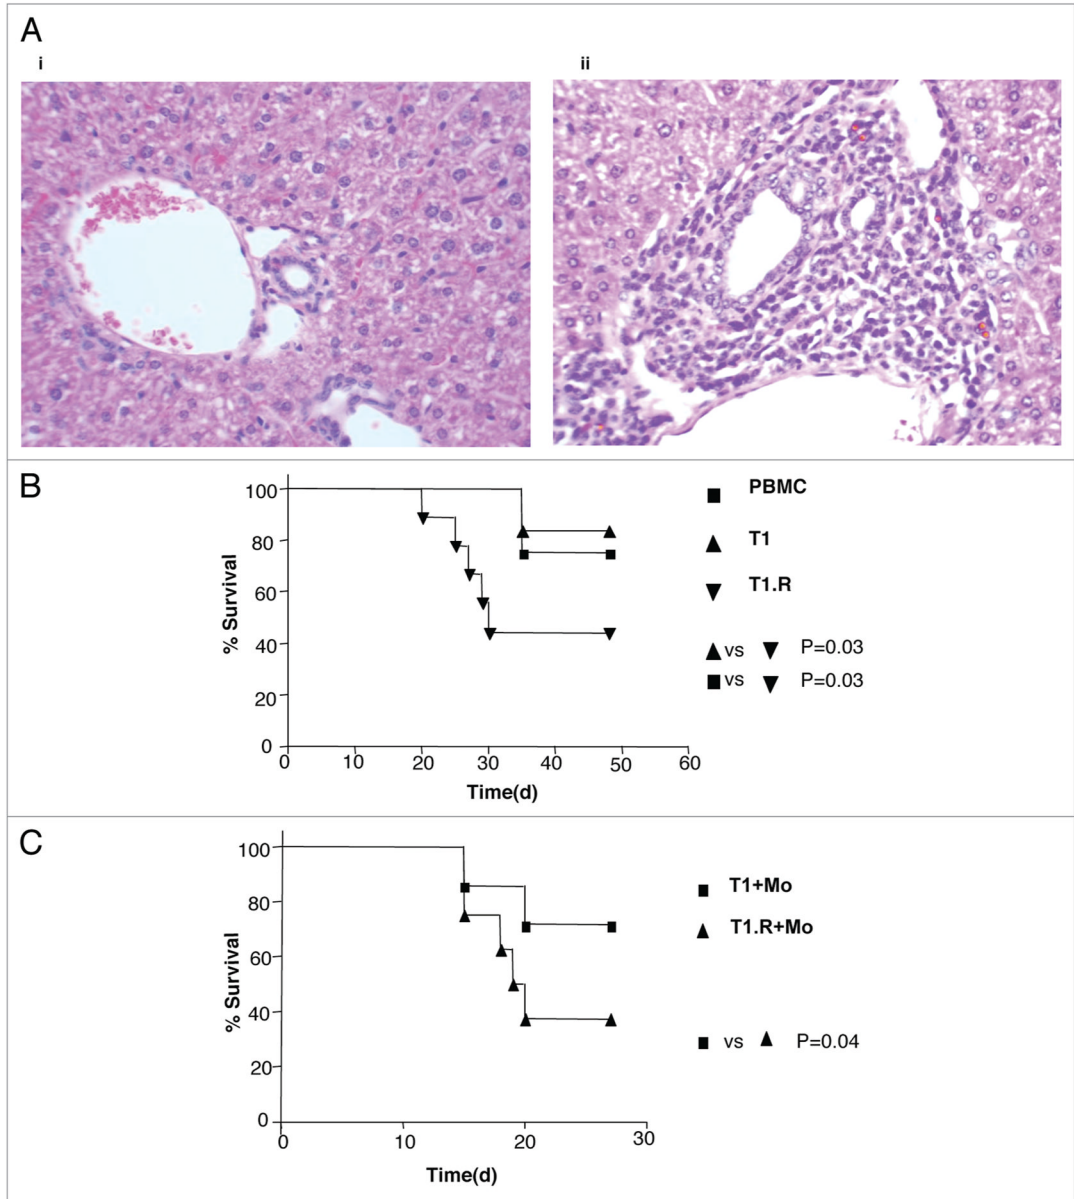 A
i
ii
B
100
80
60
40
20
0
% Survival
0 10 20 30 40 50 60
Time(d)
PBMC
T1
T1.R
vs P=0.03
vs P=0.03
C
100
80
60
40
20
0
% Survival
0 10 20 30
Time(d)
T1+Mo
T1.R+Mo
vs P=0.04